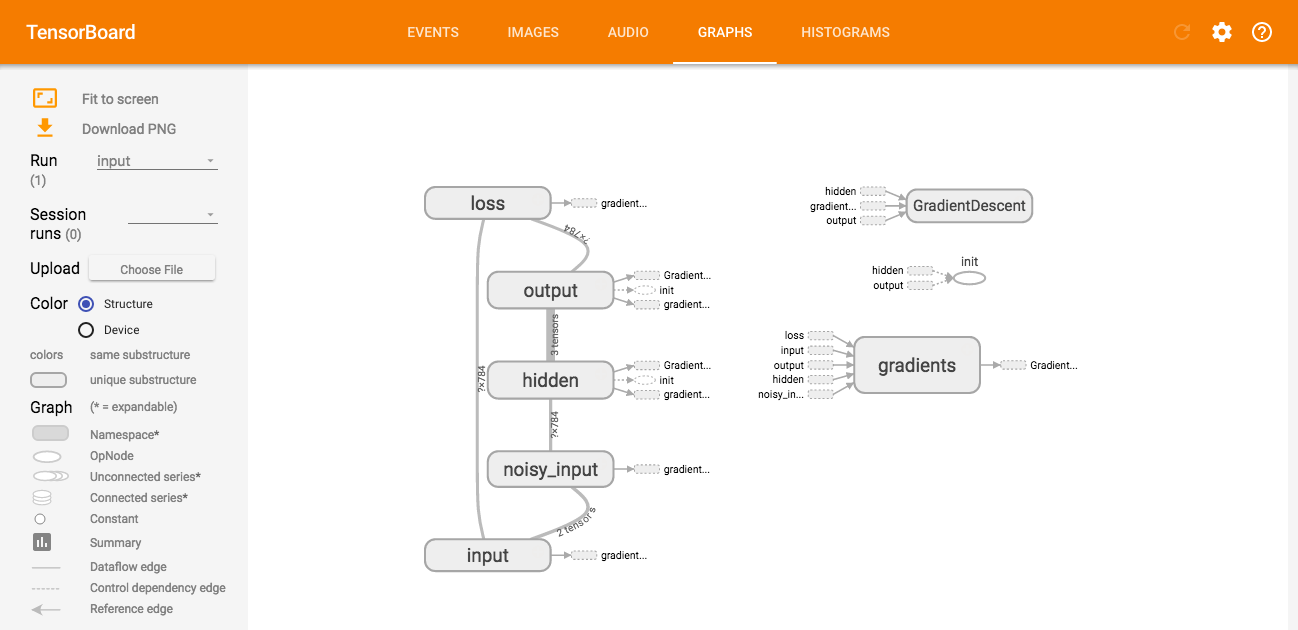 TensorBoard
EVENTS
IMAGES
AUDIO
GRAPHS
HISTOGRAMS
Fit to screen
Download PNG
Run
(1)
input
Session
runs (0)
Upload
Choose File
Color
Structure
Device
colors
same substructure
unique substructure
Graph
(* = expandable)
Namespace*
OpNode
Unconnected series*
Connected series*
Constant
Summary
Dataflow edge
Control dependency edge
Reference edge
loss
gradient...
?×784
output
Gradient...
init
gradient...
3 tensors
?×784
hidden
Gradient...
init
gradient...
?×784
noisy_input
gradient...
2 tensors
input
gradient...
hidden
gradient...
output
GradientDescent
init
hidden
output
loss
input
output
hidden
noisy_in...
gradients
Gradient...